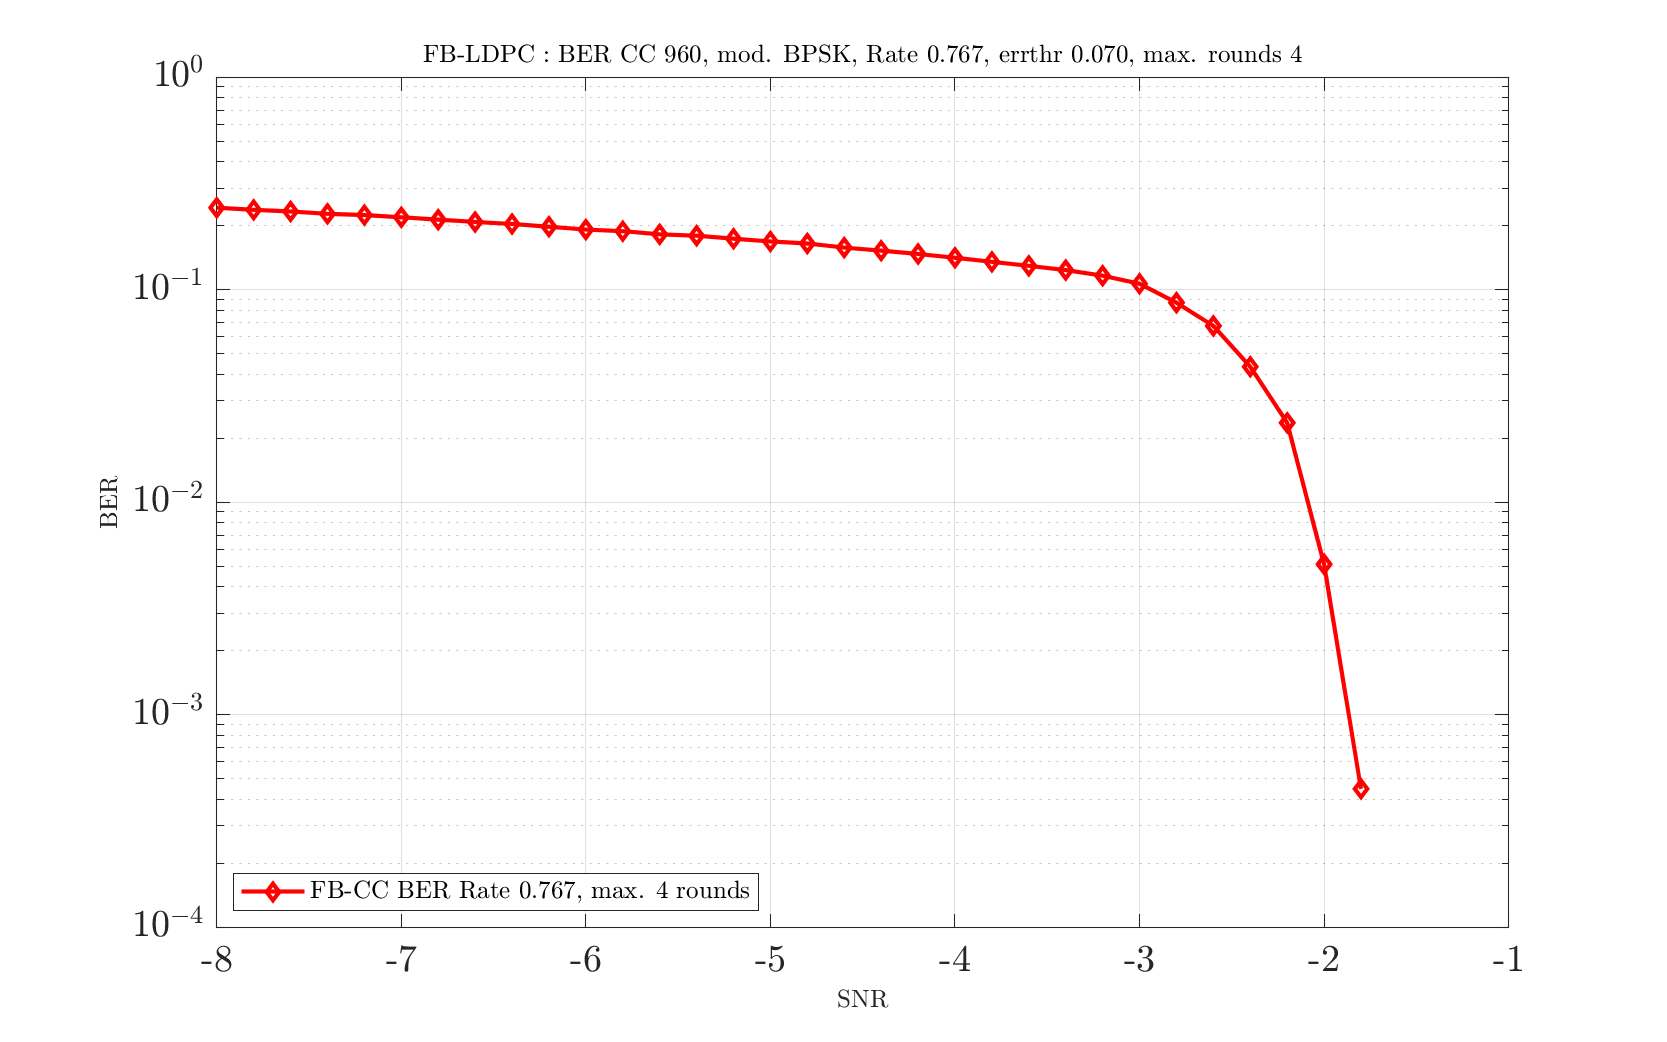 FB-LDPC : BER CC 960, mod. BPSK, Rate 0.767, errthr 0.070, max. rounds 4
10^0
10^{-1}
10^{-2}
10^{-3}
10^{-4}
BER
FB-CC BER Rate 0.767, max. 4 rounds
-8 -7 -6 -5 -4 -3 -2 -1
SNR